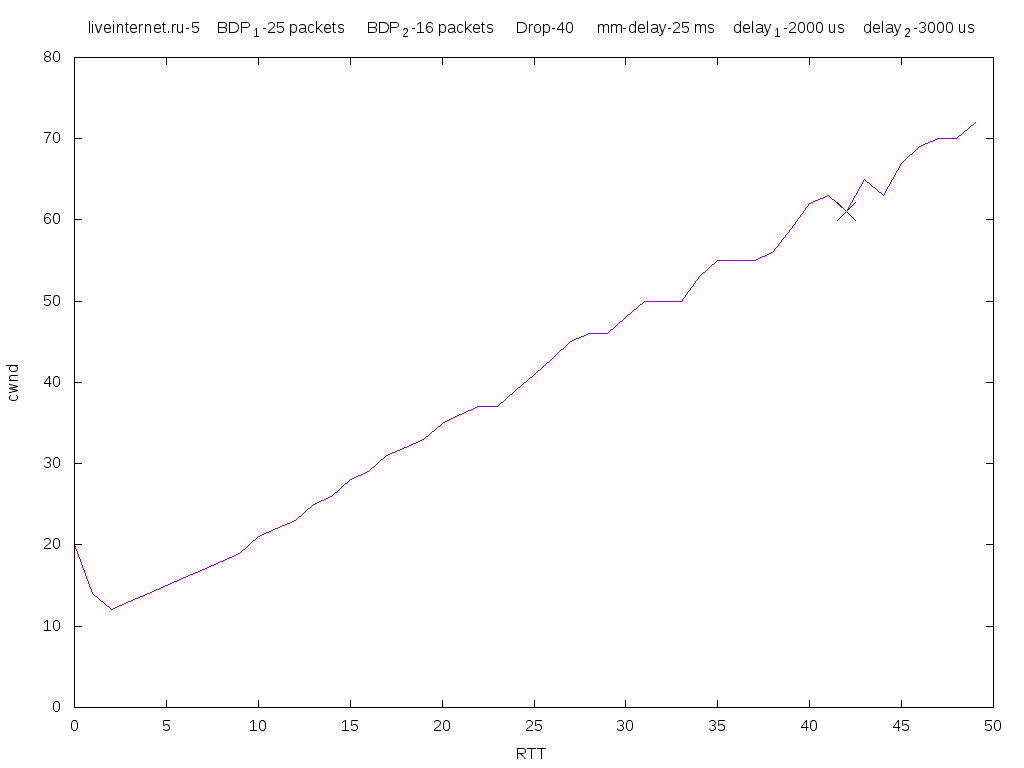 liveinternet.ru-5 BDP1-25 packets BDP2-16 packets Drop-40 mm-delay-25 ms delay1-2000 us delay2-3000 us
80
70
60
50
40
30
20
10
0
cwnd
0 5 10 15 20 25 30 35 40 45 50
RTT